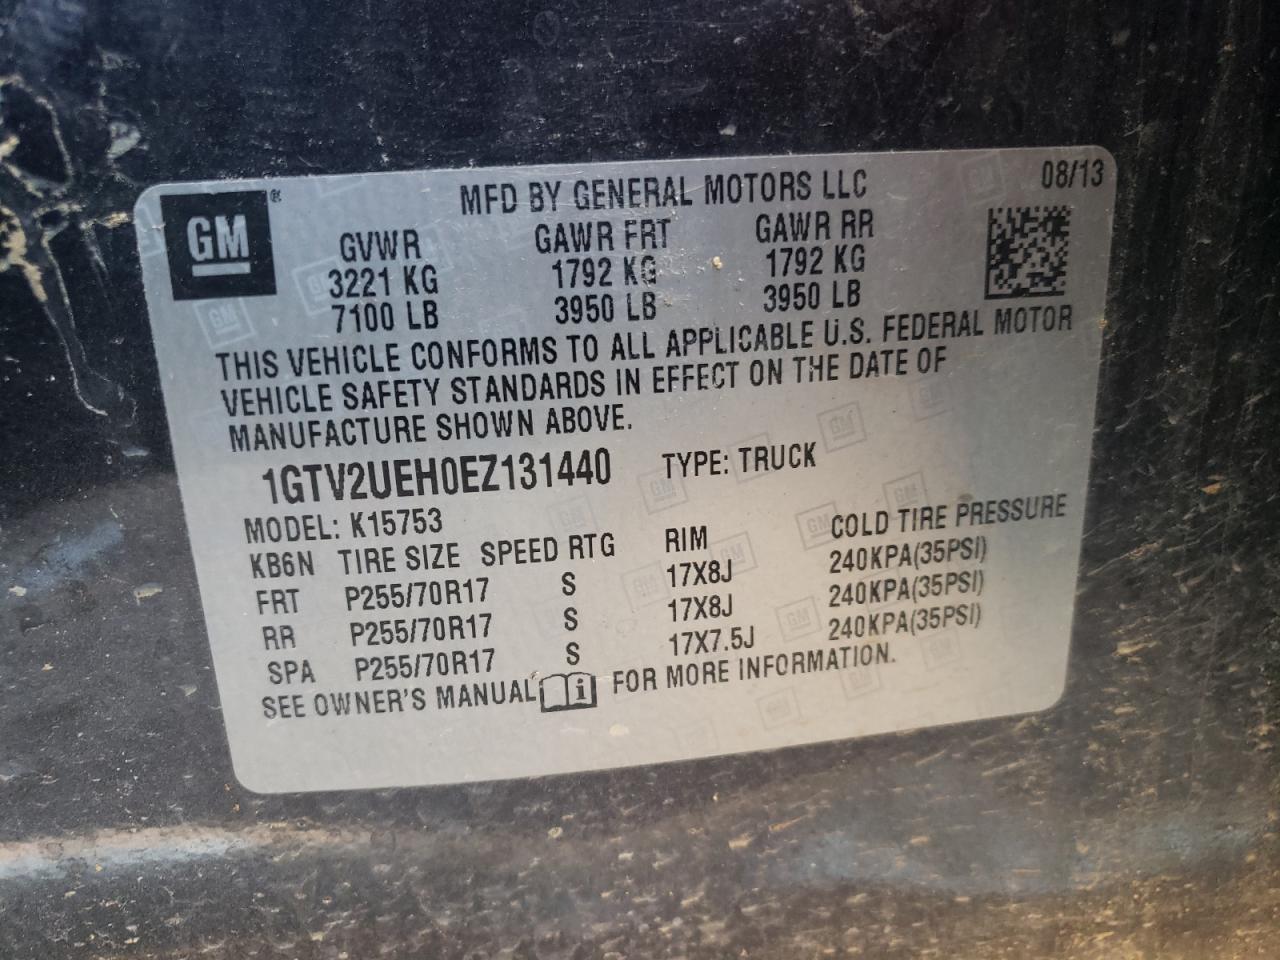 GM ®
MFD BY GENERAL MOTORS LLC 08/13
GVWR GAWR FRT GAWR RR
3221 KG 1792 KG 1792 KG
7100 LB 3950 LB 3950 LB
THIS VEHICLE CONFORMS TO ALL APPLICABLE U.S. FEDERAL MOTOR
VEHICLE SAFETY STANDARDS IN EFFECT ON THE DATE OF
MANUFACTURE SHOWN ABOVE.
1GTV2UEH0EZ131440 TYPE: TRUCK
MODEL: K15753
KB6N TIRE SIZE SPEED RTG RIM COLD TIRE PRESSURE
FRT P255/70R17 S 17X8J 240KPA(35PSI)
RR P255/70R17 S 17X8J 240KPA(35PSI)
SPA P255/70R17 S 17X7.5J 240KPA(35PSI)
SEE OWNER'S MANUAL i FOR MORE INFORMATION.